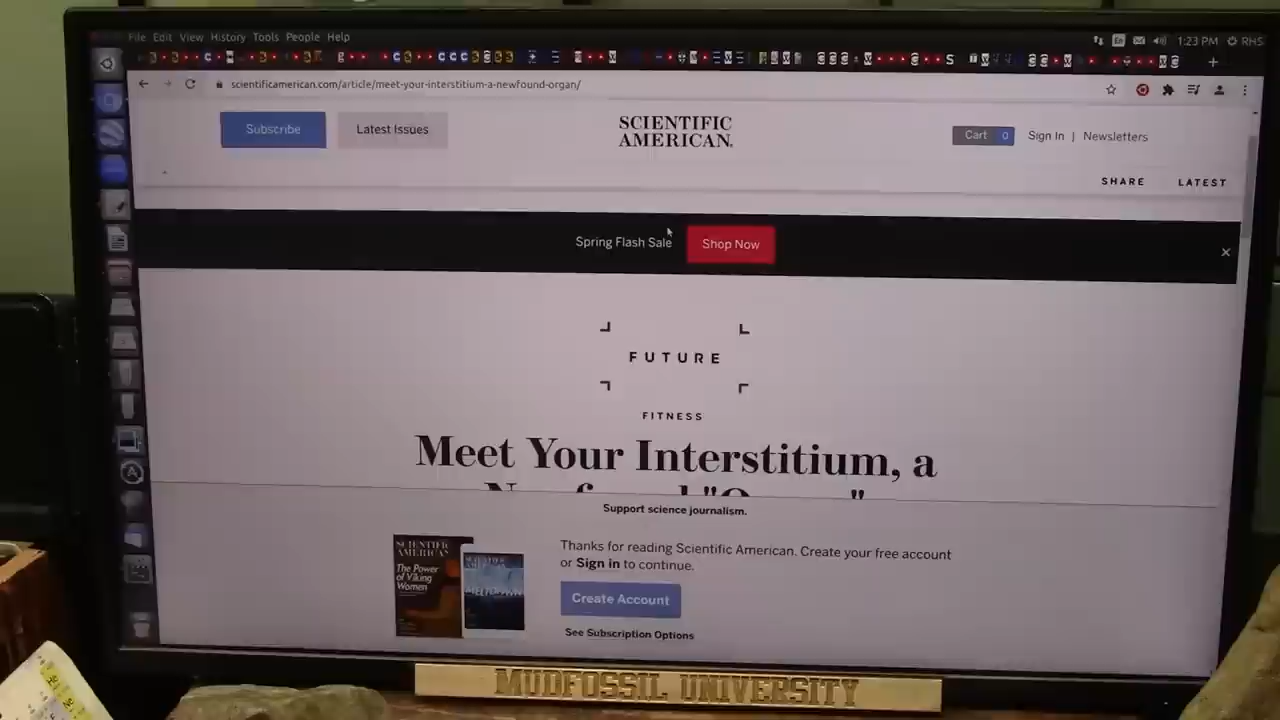 File Edit View History Tools People Help
En
1:23 PM
RHS
scientificamerican.com/article/meet-your-interstitium-a-newfound-organ/
Subscribe
Latest Issues
SCIENTIFIC
AMERICAN.
Cart 0
Sign In | Newsletters
SHARE
LATEST
Spring Flash Sale
Shop Now
FUTURE
FITNESS
Meet Your Interstitium, a
Support science journalism.
SCIENTIFIC
AMERICAN
The Power
of Viking
Women
Thanks for reading Scientific American. Create your free account
or Sign in to continue.
Create Account
See Subscription Options
MUDFOSSIL UNIVERSITY